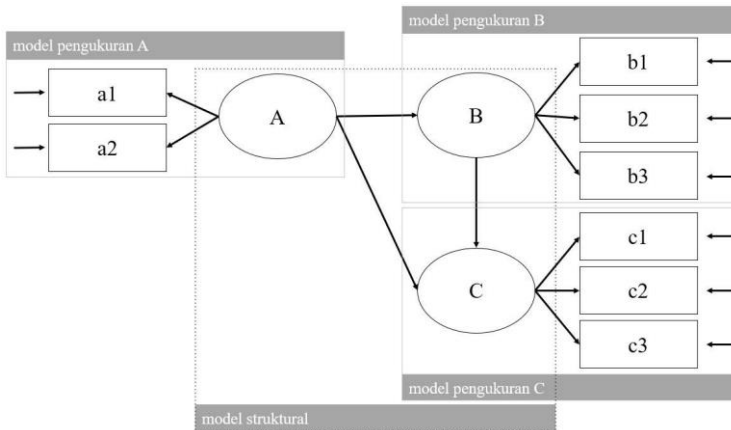 model pengukuran A
a1
a2
A
model pengukuran B
B
b1
b2
b3
C
c1
c2
c3
model pengukuran C
model struktural